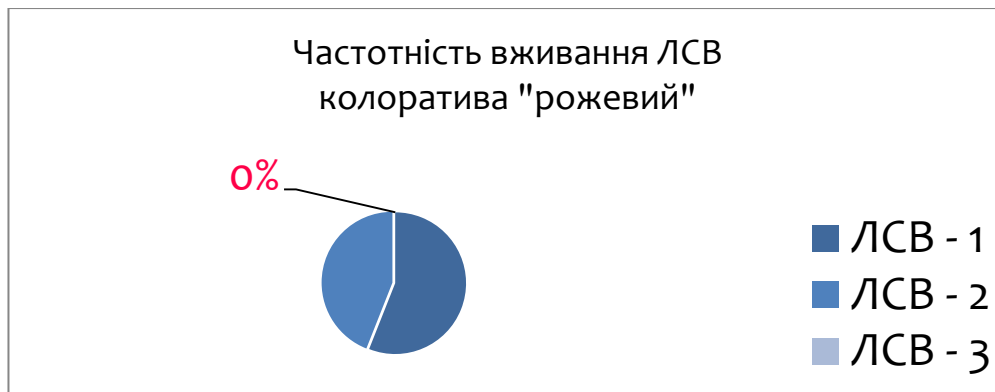 Частотність вживання ЛСВ
колоратива "рожевий"
0%
ЛСВ - 1
ЛСВ - 2
ЛСВ - 3